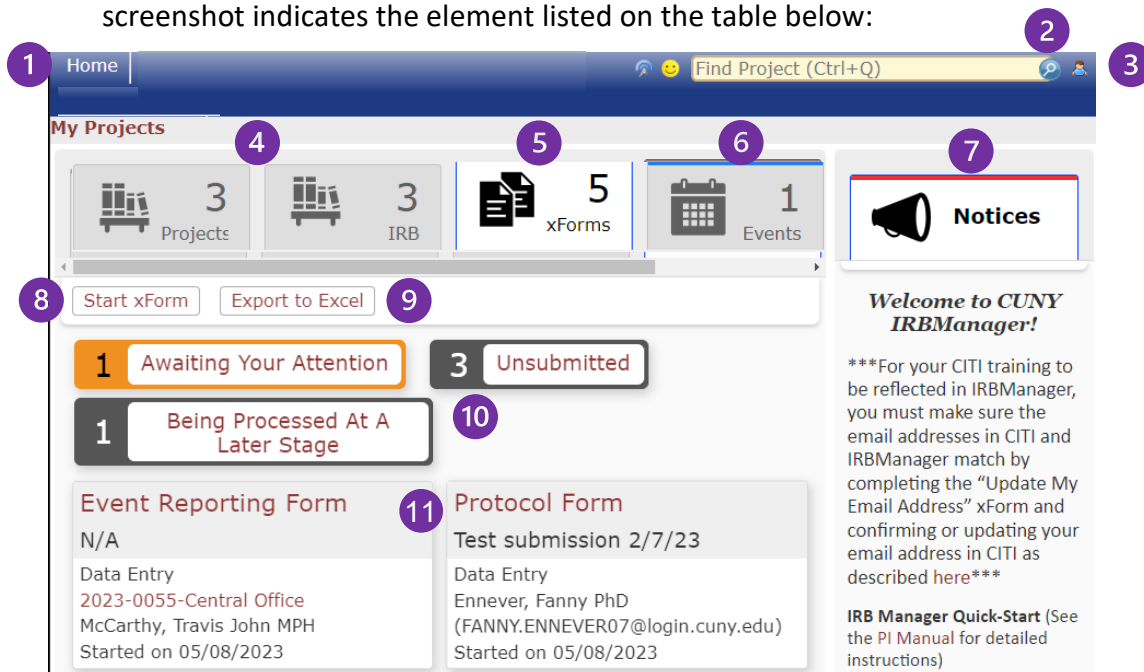 screenshot indicates the element listed on the table below:
2
1
Home
Find Project (Ctrl+Q)
3
My Projects
4
5
6
7
3
Projects
3
IRB
5
xForms
1
Events
Notices
8
Start xForm
Export to Excel
9
1
Awaiting Your Attention
3
Unsubmitted
1
Being Processed At A
Later Stage
10
Event Reporting Form
N/A
Data Entry
2023-0055-Central Office
McCarthy, Travis John MPH
Started on 05/08/2023
11
Protocol Form
Test submission 2/7/23
Data Entry
Ennever, Fanny PhD
(FANNY.ENNEVER07@login.cuny.edu)
Started on 05/08/2023
Welcome to CUNY
IRBManager!
***For your CITI training to
be reflected in IRBManager,
you must make sure the
email addresses in CITI and
IRBManager match by
completing the “Update My
Email Address” xForm and
confirming or updating your
email address in CITI as
described here***
IRB Manager Quick-Start (See
the PI Manual for detailed
instructions)